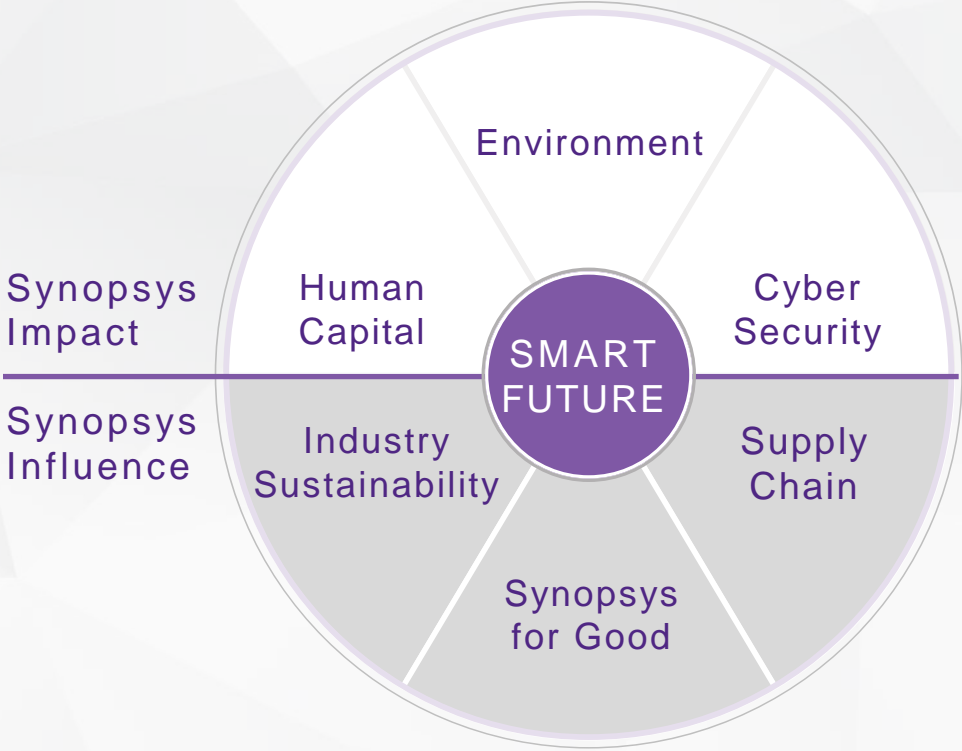 Environment
Synopsys
Impact
Human
Capital
Cyber
Security
SMART
FUTURE
Synopsys
Influence
Industry
Sustainability
Supply
Chain
Synopsys
for Good